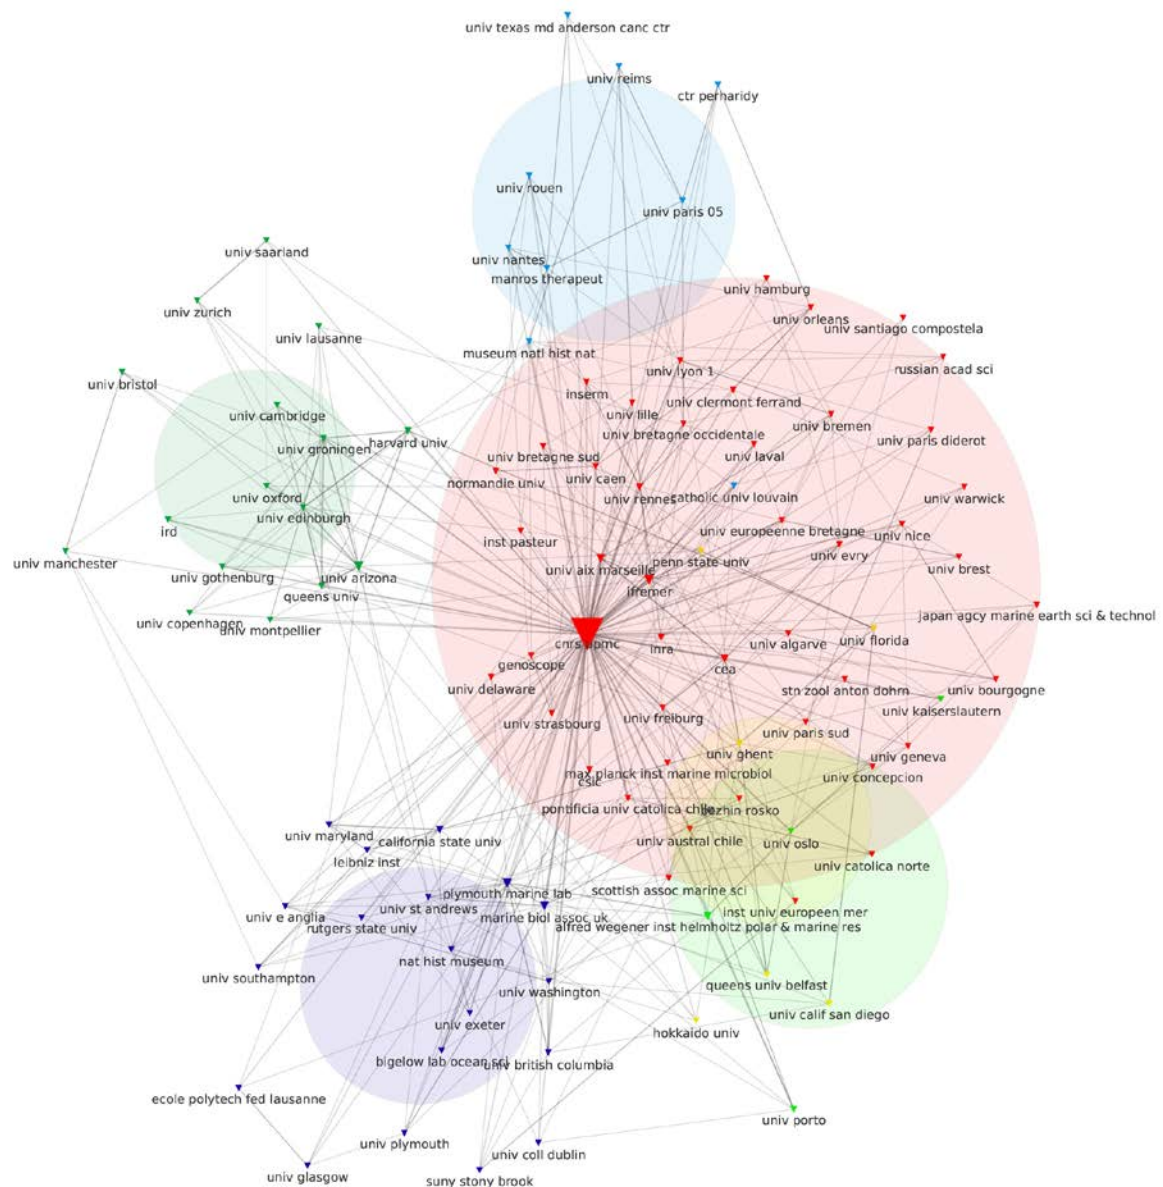 univ texas md anderson canc ctr
univ reims
ctr perharidy
univ rouen
univ paris 05
univ saarland
univ nantes
manros therapeut
univ hamburg
univ zurich
univ orleans
univ santiago compostela
univ lausanne
museum natl hist nat
univ lyon 1
russian acad sci
univ bristol
inserm
univ clermont ferrand
univ cambridge
univ lille
univ bremen
univ groningen
harvard univ
univ bretagne occidentale
univ paris diderot
univ bretagne sud
univ laval
normandie univ
univ caen
univ oxford
univ rennes
catholic univ louvain
univ warwick
univ edinburgh
ird
univ europeenne bretagne
univ nice
inst pasteur
univ evry
penn state univ
univ manchester
univ gothenburg
univ arizona
univ aix marseille
univ brest
queens univ
ifremer
japan agcy marine earth sci & technol
univ copenhagen
univ montpellier
cnrs upmc
inra
univ algarve
univ florida
genoscope
cea
univ delaware
stn zool anton dohrn
univ bourgogne
univ kaiserslautern
univ strasbourg
univ freiburg
univ paris sud
univ ghent
univ geneva
max planck inst marine microbiol
csic
univ concepcion
pontificia univ catolica chile
bezhin rosko
univ maryland
california state univ
univ austral chile
univ oslo
leibniz inst
univ catolica norte
plymouth marine lab
scottish assoc marine sci
univ e anglia
univ st andrews
marine biol assoc uk
inst univ europeen mer
rutgers state univ
alfred wegener inst helmholtz polar & marine res
nat hist museum
univ southampton
univ washington
queens univ belfast
univ calif san diego
univ exeter
hokkaido univ
bigelow lab ocean sci
univ british columbia
ecole polytech fed lausanne
univ porto
univ plymouth
univ coll dublin
univ glasgow
suny stony brook